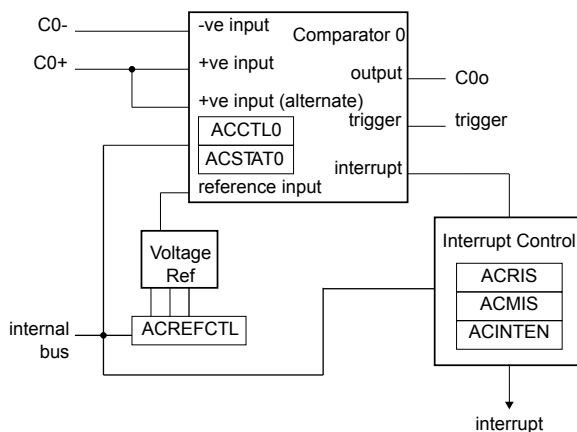 C0-
-ve input
Comparator 0
C0+
+ve input
output
C0o
+ve input (alternate)
trigger
trigger
ACCTL0
ACSTAT0
interrupt
reference input
Voltage
Ref
Interrupt Control
ACRIS
ACMIS
ACINTEN
internal
bus
ACREFCTL
interrupt